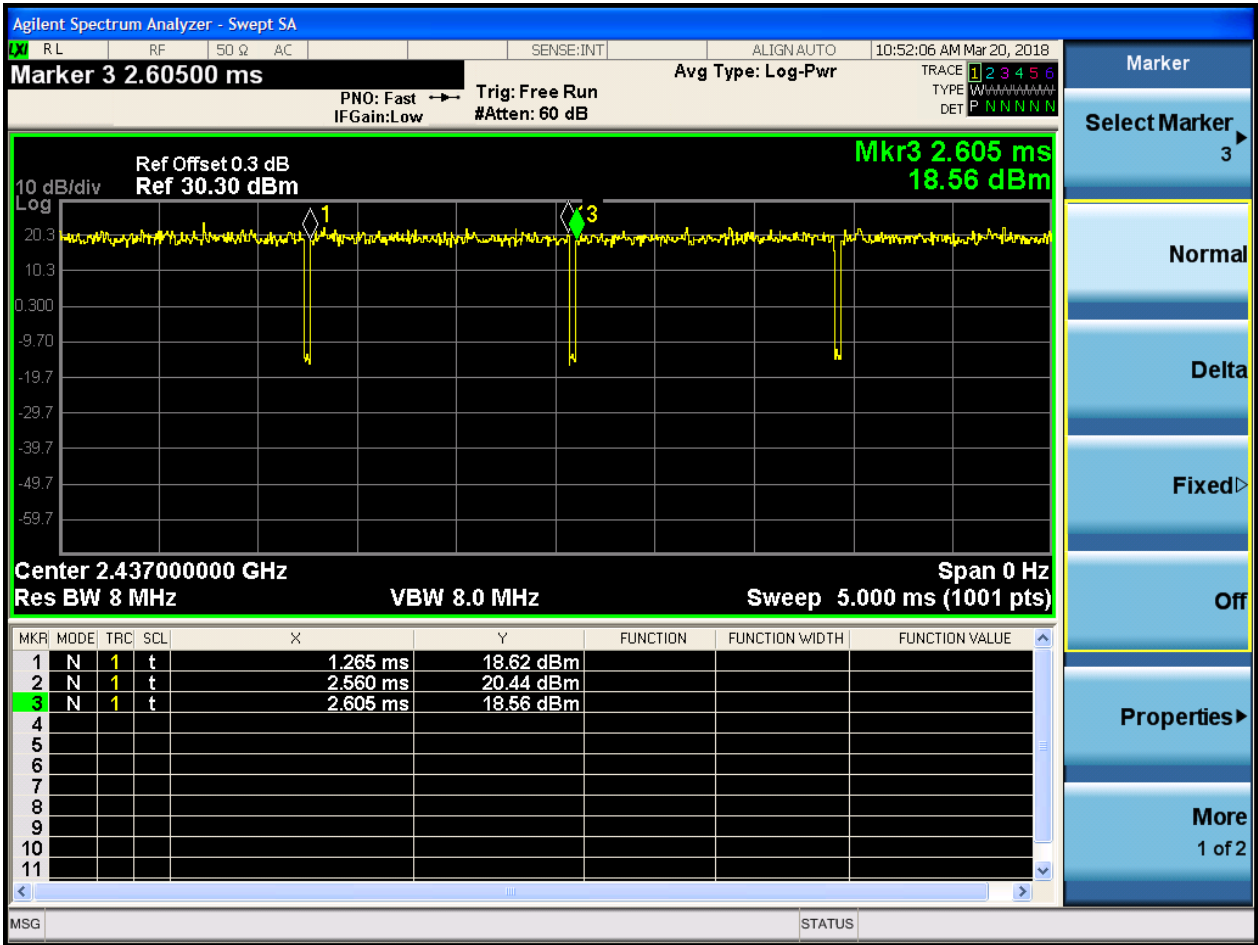 Agilent Spectrum Analyzer - Swept SA
LXI RL RF 50 Ω AC SENSE:INT ALIGN AUTO 10:52:06 AM Mar 20, 2018
Marker 3 2.60500 ms
PNO: Fast
IFGain:Low
Trig: Free Run
#Atten: 60 dB
Avg Type: Log-Pwr
TRACE 1 2 3 4 5 6
TYPE WWWWWW
DET P N N N N N
Mkr3 2.605 ms
18.56 dBm
Ref Offset 0.3 dB
10 dB/div Ref 30.30 dBm
Log
1
3
20.3
10.3
0.300
-9.70
-19.7
-29.7
-39.7
-49.7
-59.7
Center 2.437000000 GHz Span 0 Hz
Res BW 8 MHz VBW 8.0 MHz Sweep 5.000 ms (1001 pts)
MKR MODE TRC SCL X Y FUNCTION FUNCTION WIDTH FUNCTION VALUE
1 N 1 t 1.265 ms 18.62 dBm
2 N 1 t 2.560 ms 20.44 dBm
3 N 1 t 2.605 ms 18.56 dBm
4
5
6
7
8
9
10
11
MSG STATUS
Marker
Select Marker
3
Normal
Delta
Fixed
Off
Properties
More
1 of 2